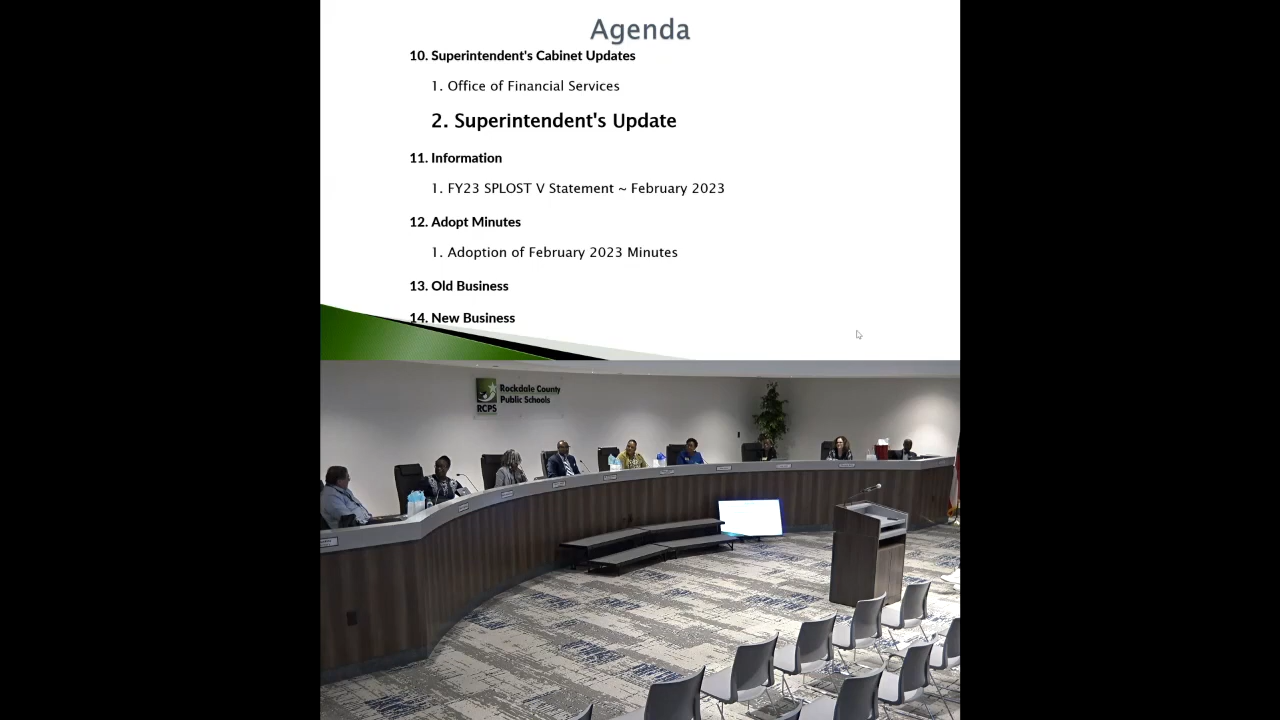 Agenda
10. Superintendent's Cabinet Updates
1. Office of Financial Services
2. Superintendent's Update
11. Information
1. FY23 SPLOST V Statement ~ February 2023
12. Adopt Minutes
1. Adoption of February 2023 Minutes
13. Old Business
14. New Business
Rockdale County
Public Schools
RCPS